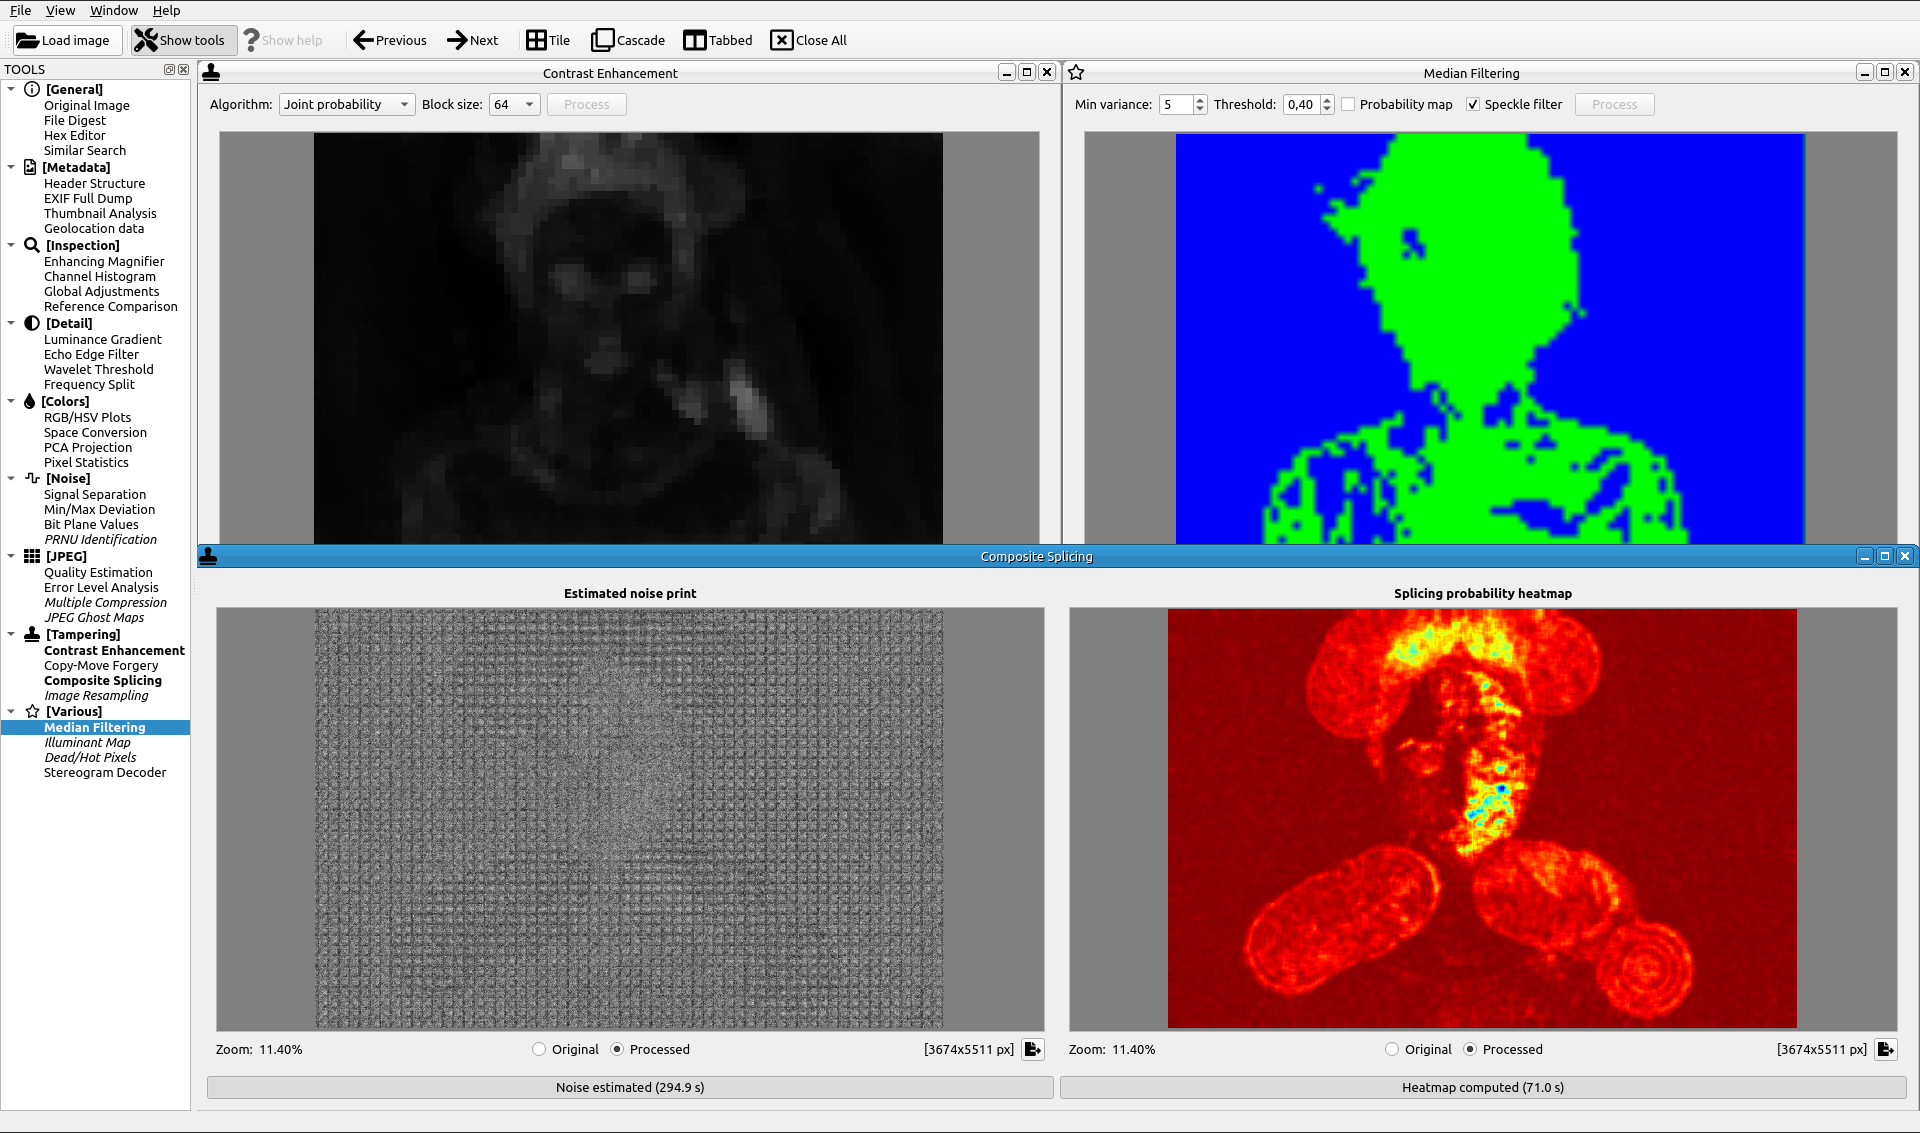 File View Window Help
Load image Show tools Show help Previous Next Tile Cascade Tabbed Close All
TOOLS
[General]
Original Image
File Digest
Hex Editor
Similar Search
[Metadata]
Header Structure
EXIF Full Dump
Thumbnail Analysis
Geolocation data
[Inspection]
Enhancing Magnifier
Channel Histogram
Global Adjustments
Reference Comparison
[Detail]
Luminance Gradient
Echo Edge Filter
Wavelet Threshold
Frequency Split
[Colors]
RGB/HSV Plots
Space Conversion
PCA Projection
Pixel Statistics
[Noise]
Signal Separation
Min/Max Deviation
Bit Plane Values
PRNU Identification
[JPEG]
Quality Estimation
Error Level Analysis
Multiple Compression
JPEG Ghost Maps
[Tampering]
Contrast Enhancement
Copy-Move Forgery
Composite Splicing
Image Resampling
[Various]
Median Filtering
Illuminant Map
Dead/Hot Pixels
Stereogram Decoder
Contrast Enhancement
Algorithm: Joint probability Block size: 64 Process
Median Filtering
Min variance: 5 Threshold: 0,40 Probability map Speckle filter Process
Composite Splicing
Estimated noise print
Zoom: 11.40% Original Processed [3674x5511 px]
Noise estimated (294.9 s)
Splicing probability heatmap
Zoom: 11.40% Original Processed [3674x5511 px]
Heatmap computed (71.0 s)